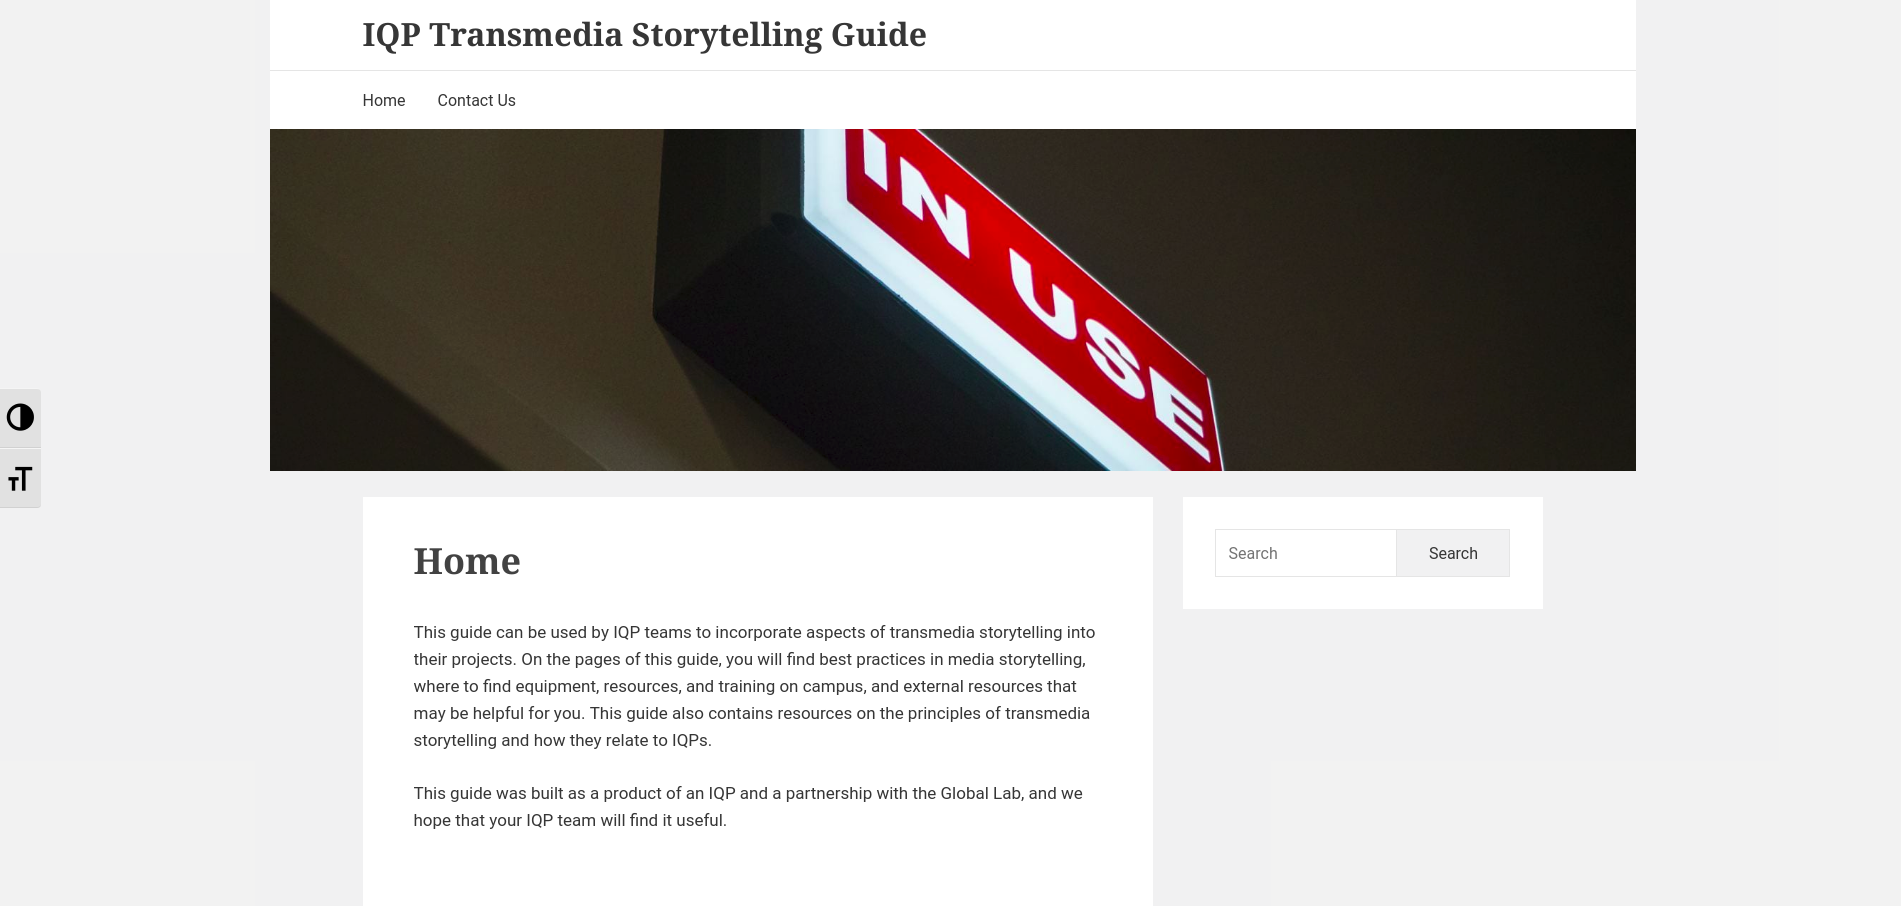 IQP Transmedia Storytelling Guide
Home
Contact Us
IN USE
Home
This guide can be used by IQP teams to incorporate aspects of transmedia storytelling into
their projects. On the pages of this guide, you will find best practices in media storytelling,
where to find equipment, resources, and training on campus, and external resources that
may be helpful for you. This guide also contains resources on the principles of transmedia
storytelling and how they relate to IQPs.
This guide was built as a product of an IQP and a partnership with the Global Lab, and we
hope that your IQP team will find it useful.
Search
Search